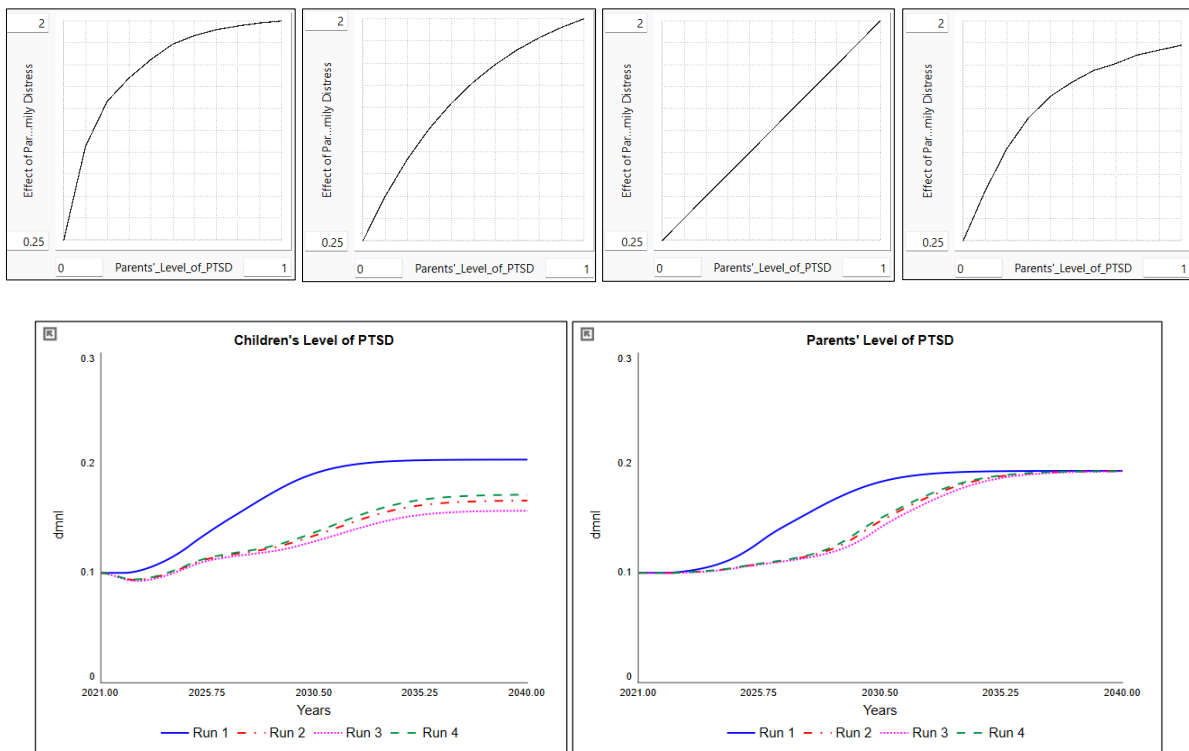 2
Effect of Par...mily Distress
0.25
0
Parents'_Level_of_PTSD
1
2
Effect of Par...mily Distress
0.25
0
Parents'_Level_of_PTSD
1
2
Effect of Par...mily Distress
0.25
0
Parents'_Level_of_PTSD
1
2
Effect of Par...mily Distress
0.25
0
Parents'_Level_of_PTSD
1
Children's Level of PTSD
0.3
0.2
dmnl
0.1
0
2021.00 2025.75 2030.50 2035.25 2040.00
Years
Run 1 Run 2 Run 3 Run 4
Parents' Level of PTSD
0.3
0.2
dmnl
0.1
0
2021.00 2025.75 2030.50 2035.25 2040.00
Years
Run 1 Run 2 Run 3 Run 4